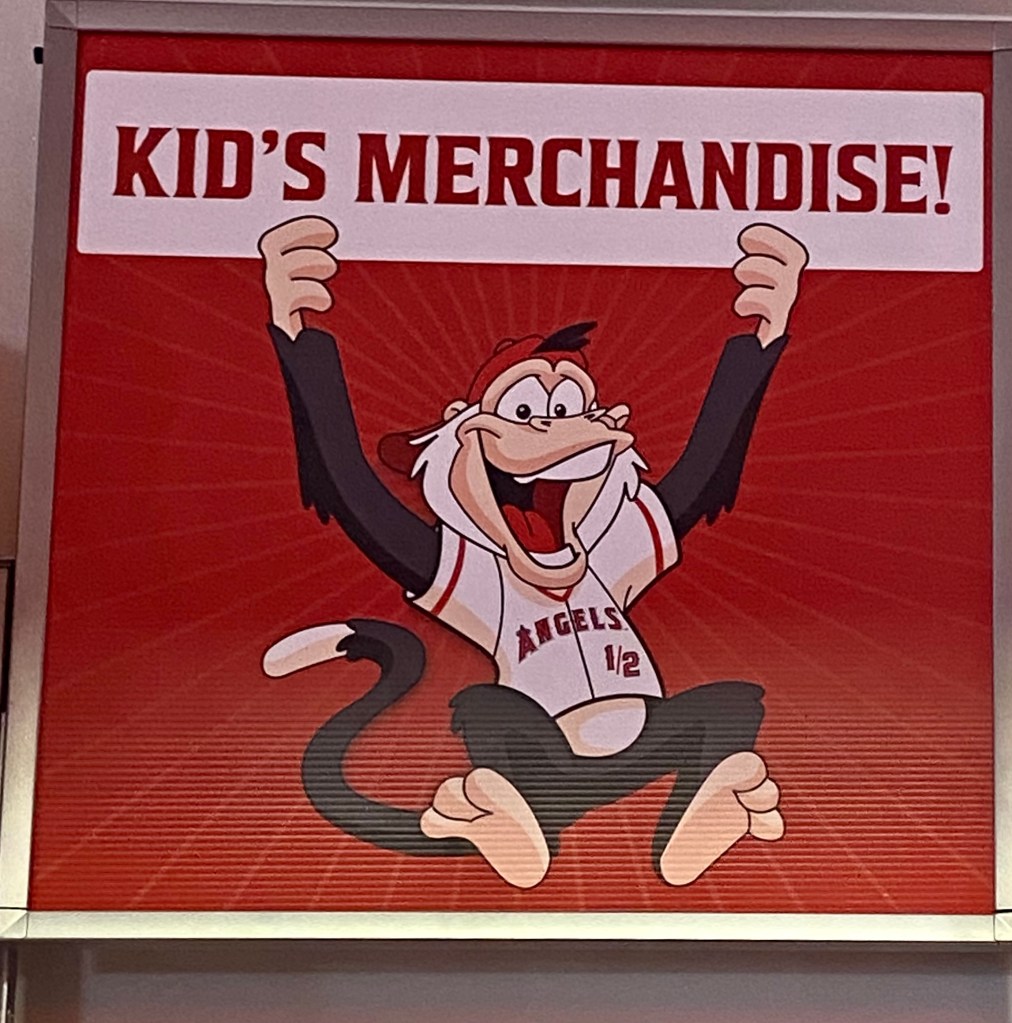 KID'S MERCHANDISE!
ANGELS
1/2